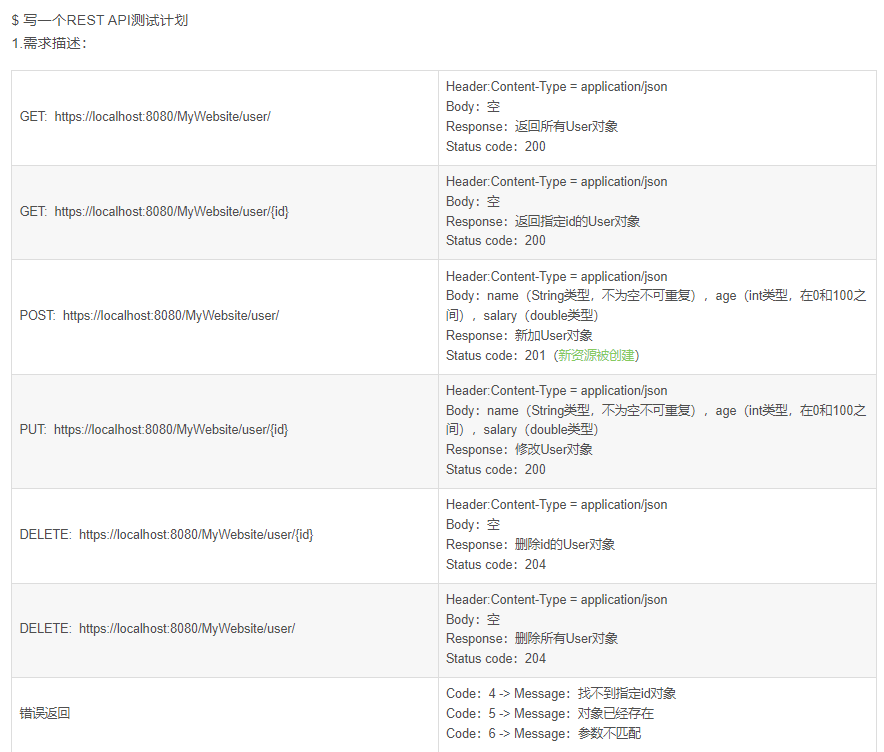 $ 写一个REST API测试计划
1.需求描述：
GET:  https://localhost:8080/MyWebsite/user/
Header:Content-Type = application/json
Body：空
Response：返回所有User对象
Status code：200
GET:  https://localhost:8080/MyWebsite/user/{id}
Header:Content-Type = application/json
Body：空
Response：返回指定id的User对象
Status code：200
POST:  https://localhost:8080/MyWebsite/user/
Header:Content-Type = application/json
Body：name（String类型，不为空不可重复），age（int类型，在0和100之
间），salary（double类型）
Response：新加User对象
Status code：201（新资源被创建）
PUT:  https://localhost:8080/MyWebsite/user/{id}
Header:Content-Type = application/json
Body：name（String类型，不为空不可重复），age（int类型，在0和100之
间），salary（double类型）
Response：修改User对象
Status code：200
DELETE:  https://localhost:8080/MyWebsite/user/{id}
Header:Content-Type = application/json
Body：空
Response：删除id的User对象
Status code：204
DELETE:  https://localhost:8080/MyWebsite/user/
Header:Content-Type = application/json
Body：空
Response：删除所有User对象
Status code：204
错误返回
Code：4 -> Message：找不到指定id对象
Code：5 -> Message：对象已经存在
Code：6 -> Message：参数不匹配